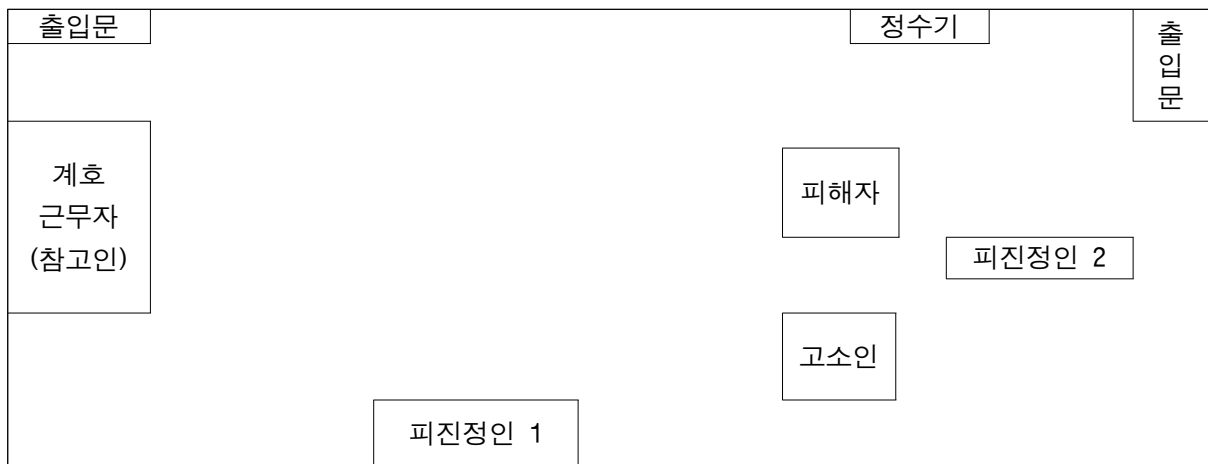 출입문
정수기
출
입
문
계호
근무자
(참고인)
피해자
피진정인 2
고소인
피진정인 1